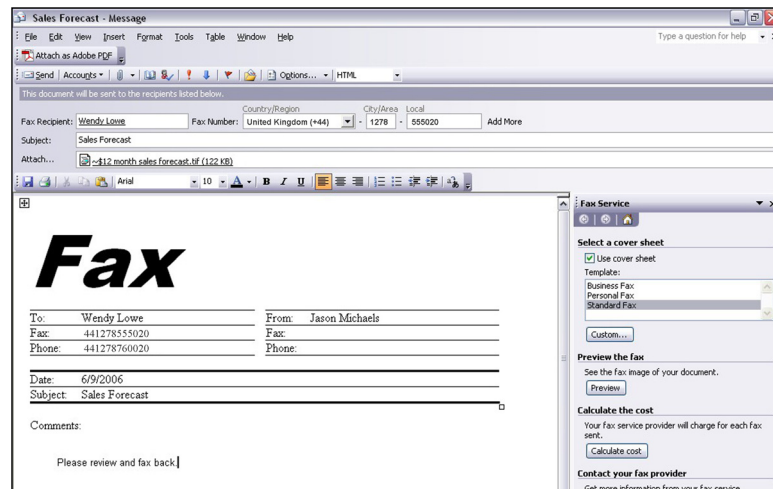 Sales Forecast - Message
File Edit View Insert Format Tools Table Window Help Type a question for help
Attach as Adobe PDF
Send Accounts Options... HTML
This document will be sent to the recipients listed below.
Country/Region City/Area Local
Fax Recipient: Wendy Lowe Fax Number: United Kingdom (+44) - 1278 - 555020 Add More
Subject: Sales Forecast
Attach... ~$12 month sales forecast.tif (122 KB)
Arial 10 A B I U
Fax Service
Select a cover sheet
Use cover sheet
Template:
Business Fax
Personal Fax
Standard Fax
Custom...
Preview the fax
See the fax image of your document.
Preview
Calculate the cost
Your fax service provider will charge for each fax
sent.
Calculate cost
Contact your fax provider
Get more information from your fax service
Fax
To: Wendy Lowe From: Jason Michaels
Fax: 441278555020 Fax:
Phone: 441278760020 Phone:
Date: 6/9/2006
Subject: Sales Forecast
Comments:
Please review and fax back.